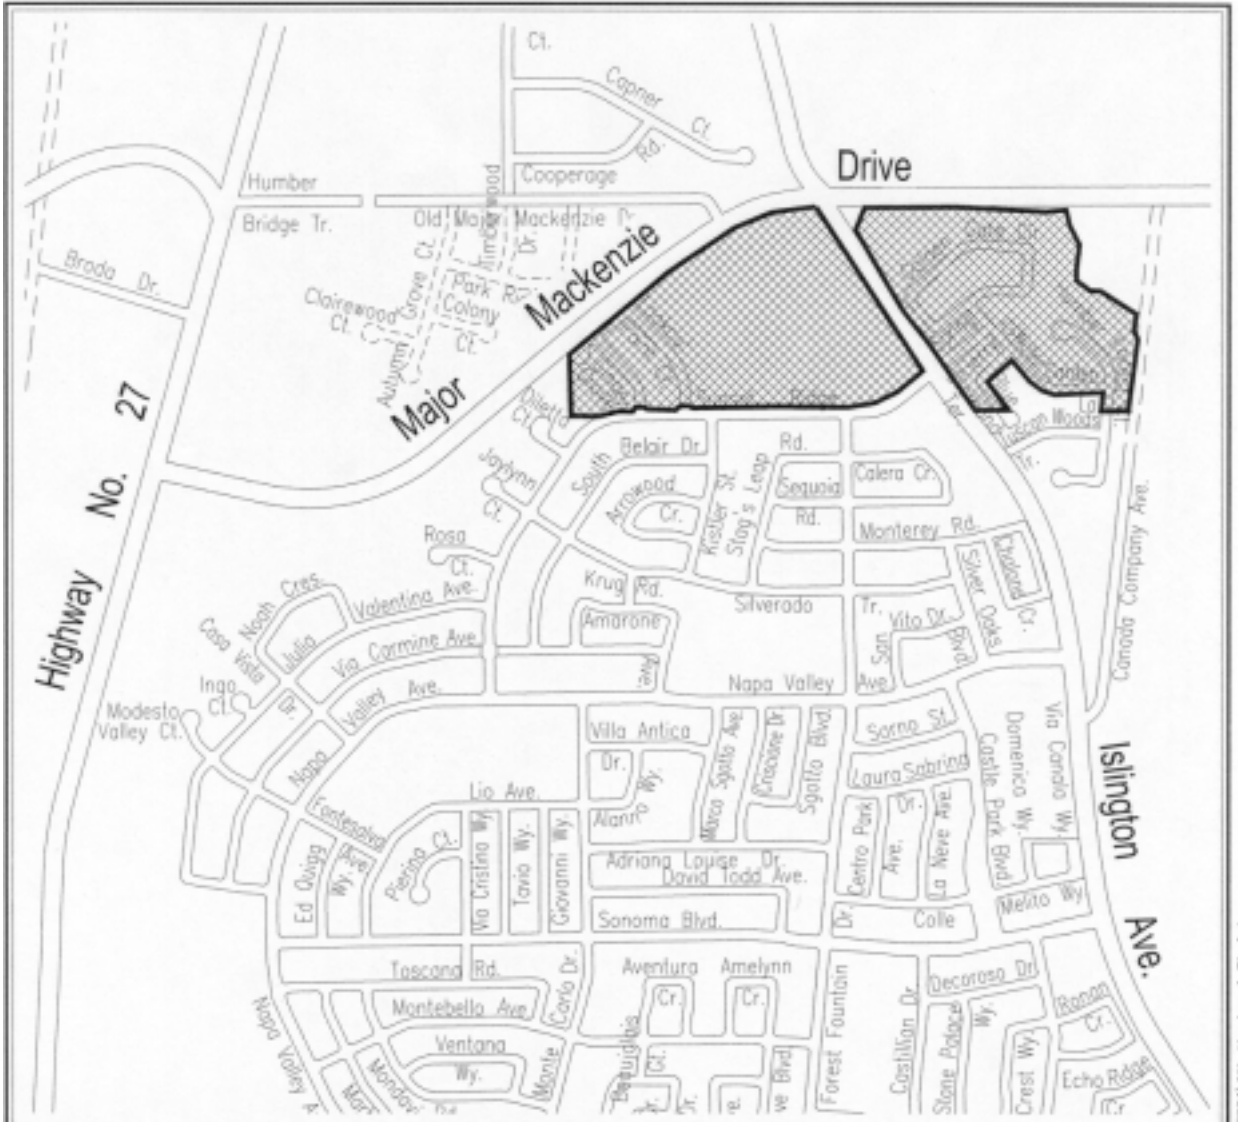 Ct.
Capner
Ct.
Rd.
Cooperage
Drive
Humber
Bridge Tr.
Old Major Mackenzie Dr.
Timberwood
Dr.
Broda Dr.
Park
Colony
Ct.
Clairewood
Ct.
Autumn Grove Ct.
Major Mackenzie
Highway No. 27
Diletta
Ct.
Tuscan Woods
Tr.
Belair Dr.
Rd.
South
Jaylynn
Ct.
Arrowood
Cr.
Kistler St.
Stag's Leap
Sequoia
Rd.
Calera Cr.
Monterey Rd.
Chaland
Cr.
Silver Oaks
Blvd.
Canada Company Ave.
Rosa
Ct.
Krug Rd.
Amarone
Ave.
Silverado
Tr.
Vito Dr.
San
Ave.
Noah Cres.
Valentina Ave.
Casa Vista
Dr.
Julia
Via Carmine Ave.
Ingo
Ct.
Modesto
Valley Ct.
Napa Valley Ave.
Napa Valley
Villa Antica
Dr.
Alanno Wy.
Marco Sgotto Ave.
Sgotto Blvd.
Sorno St.
Laura Sabrina
Dr.
Castle Park Blvd.
Domenico Wy.
Via Canalo Wy.
Islington Ave.
Lio Ave.
Fontenalva
Ave.
Pierina Ct.
Ed Quigg
Wy.
Via Cristina Wy.
Tavio Wy.
Giovanni Wy.
Adriana Louise Dr.
David Todd Ave.
Centro Park
Ave.
La Neve Ave.
Melito Wy.
Sonoma Blvd.
Dr.
Colle
Toscana Rd.
Montebello Ave.
Carlo Dr.
Monte
Ventana
Wy.
Napa Valley A
Aventura
Cr.
Amelynn
Cr.
Ct.
Forest Fountain
Castillian Dr.
Decoroso Dr.
Stone Palace
Wy.
Crest Wy.
Ronan
Cr.
Echo Ridge
Cr.